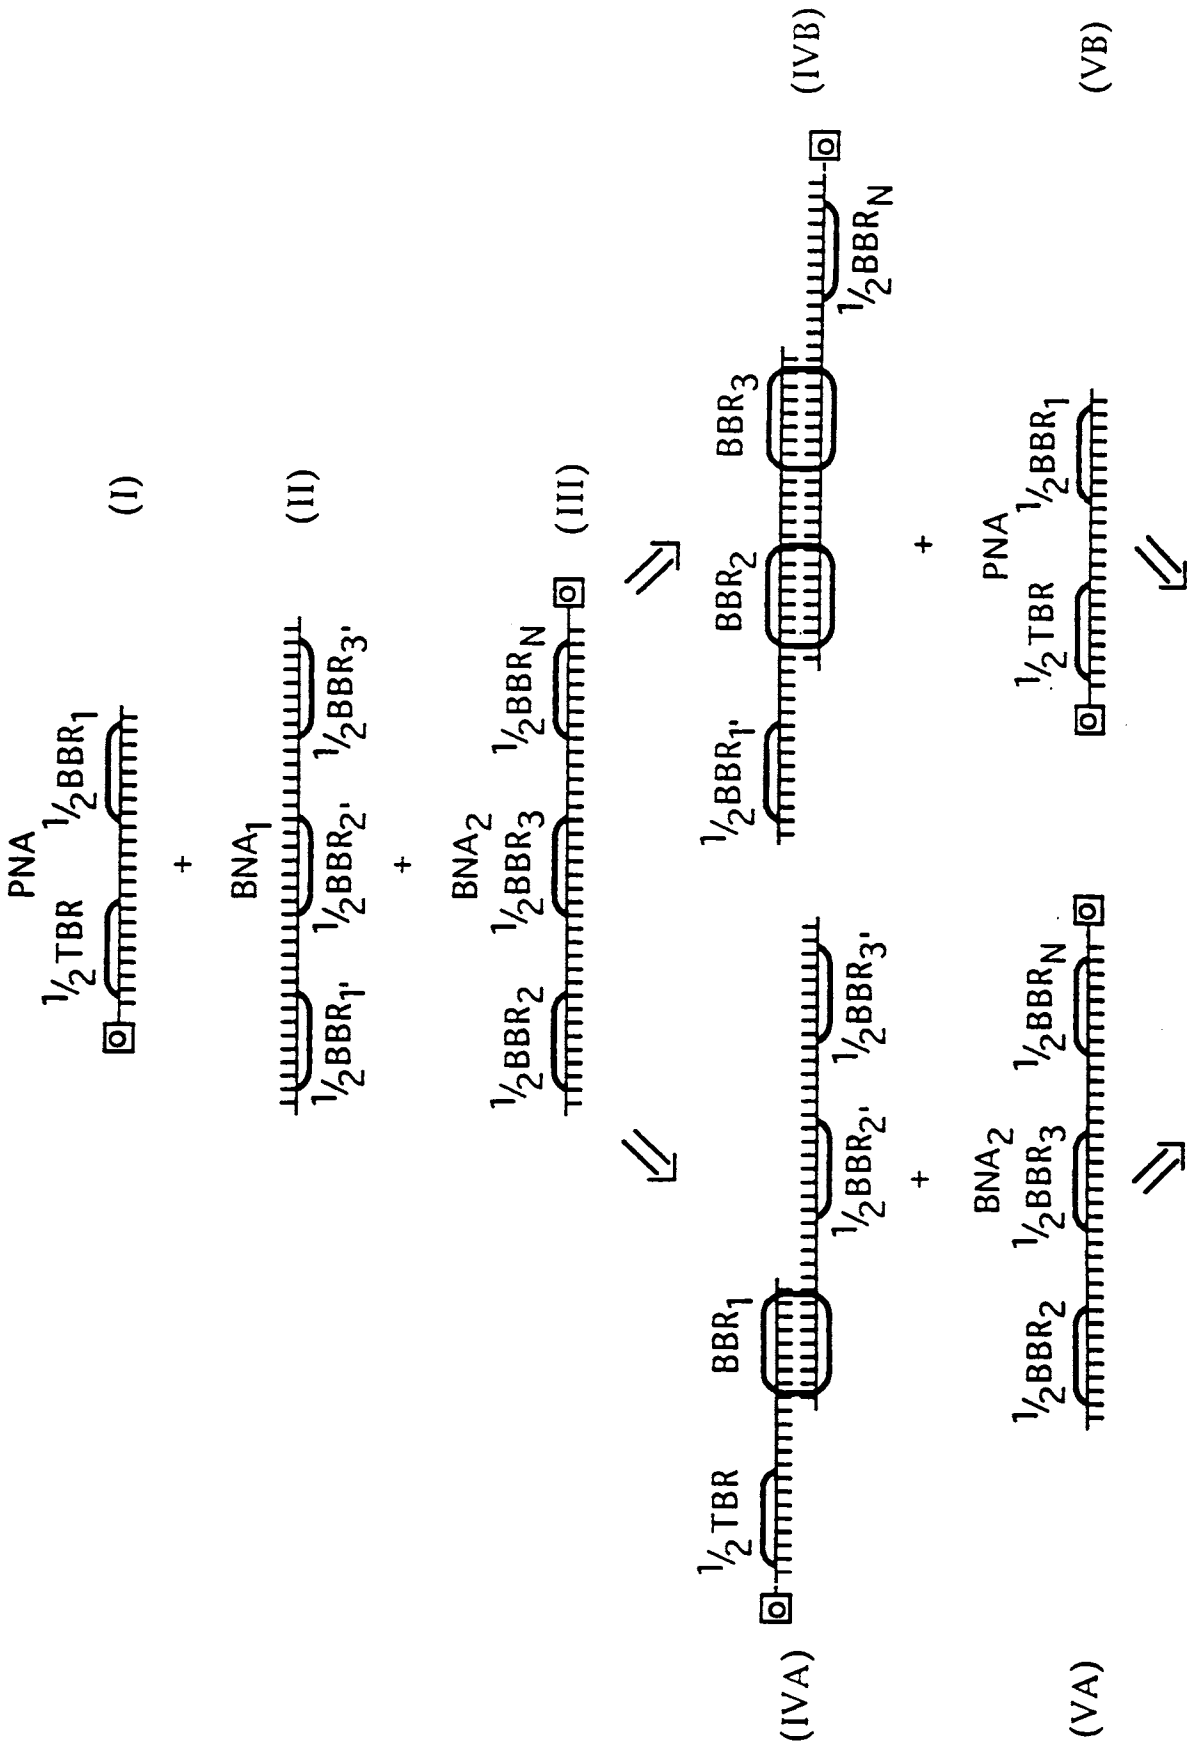 PNA
½TBR ½BBR1
(I)
+
BNA1
½BBR1' ½BBR2' ½BBR3'
(II)
+
BNA2
½BBR2 ½BBR3 ½BBRN
(III)
½TBR BBR1
½BBR2' ½BBR3'
(IVA)
+
BNA2
½BBR2 ½BBR3 ½BBRN
(VA)
½BBR1' BBR2 BBR3
½BBRN
(IVB)
+
PNA
½TBR ½BBR1
(VB)